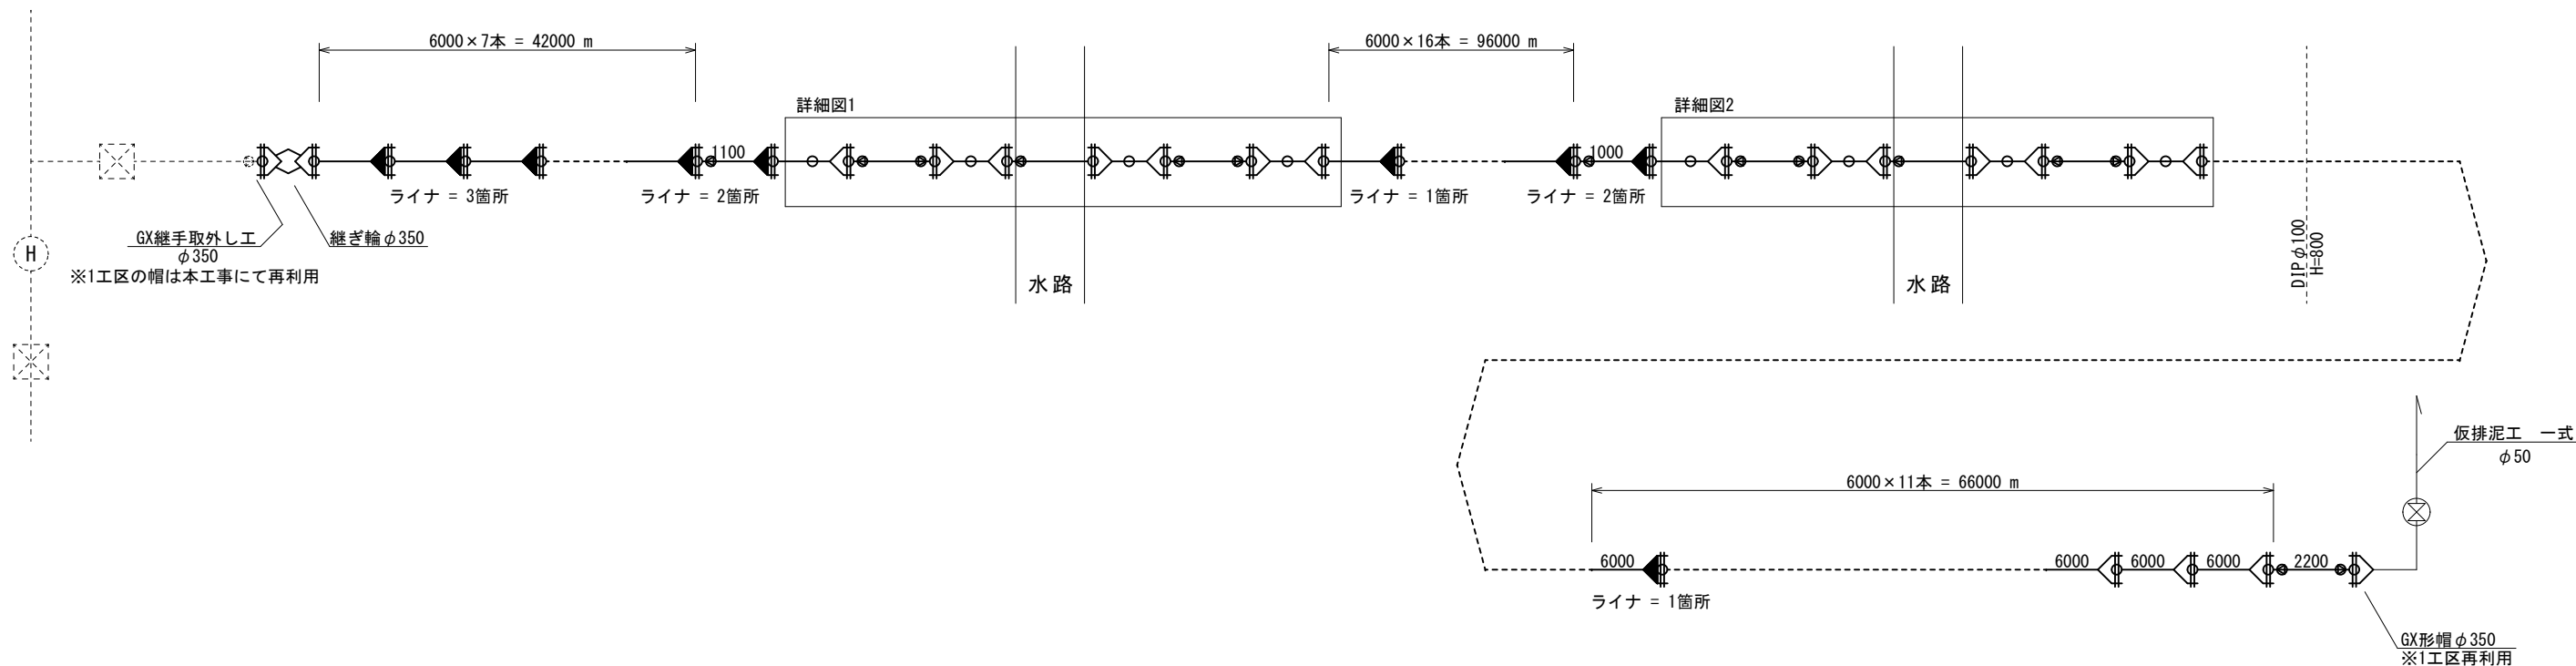 6000×7本 = 42000 m
6000×16本 = 96000 m
詳細図1
詳細図2
1100
1000
ライナ = 3箇所
ライナ = 2箇所
ライナ = 1箇所
ライナ = 2箇所
GX継手取外し工
φ350
※1工区の帽は本工事にて再利用
継ぎ輪φ350
H
水路
水路
DIPφ100
H=800
仮排泥工 一式
φ50
6000×11本 = 66000 m
6000
6000
6000
6000
2200
ライナ = 1箇所
GX形帽φ350
※1工区再利用